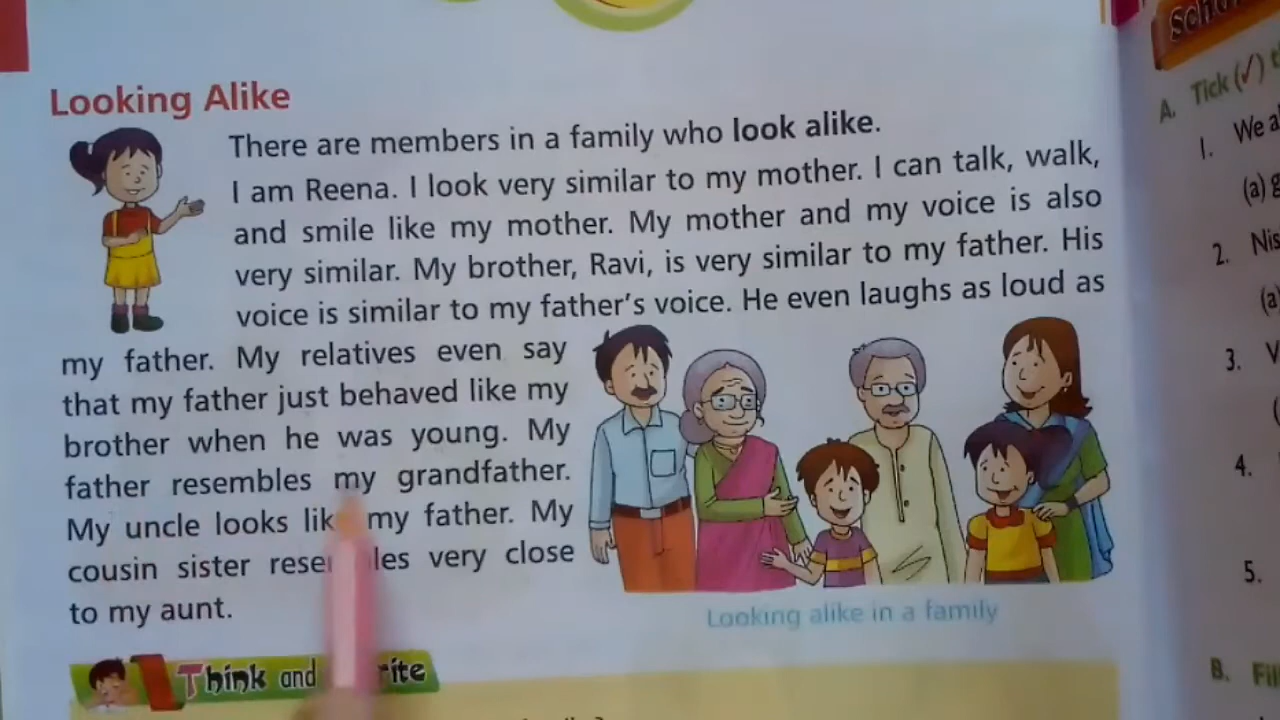 Looking Alike
There are members in a family who look alike.
I am Reena. I look very similar to my mother. I can talk, walk,
and smile like my mother. My mother and my voice is also
very similar. My brother, Ravi, is very similar to my father. His
voice is similar to my father's voice. He even laughs as loud as
my father. My relatives even say
that my father just behaved like my
brother when he was young. My
father resembles my grandfather.
My uncle looks my father. My
cousin sister very close
to my aunt.
Looking alike in a family
Think and
A. Tick (✓)
1. We
(a)
2.
(a)
3.
4.
5.
B.